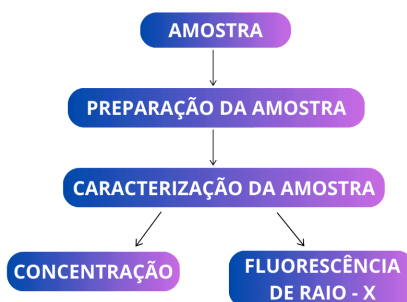 AMOSTRA
PREPARAÇÃO DA AMOSTRA
CARACTERIZAÇÃO DA AMOSTRA
CONCENTRAÇÃO
FLUORESCÊNCIA
DE RAIO - X